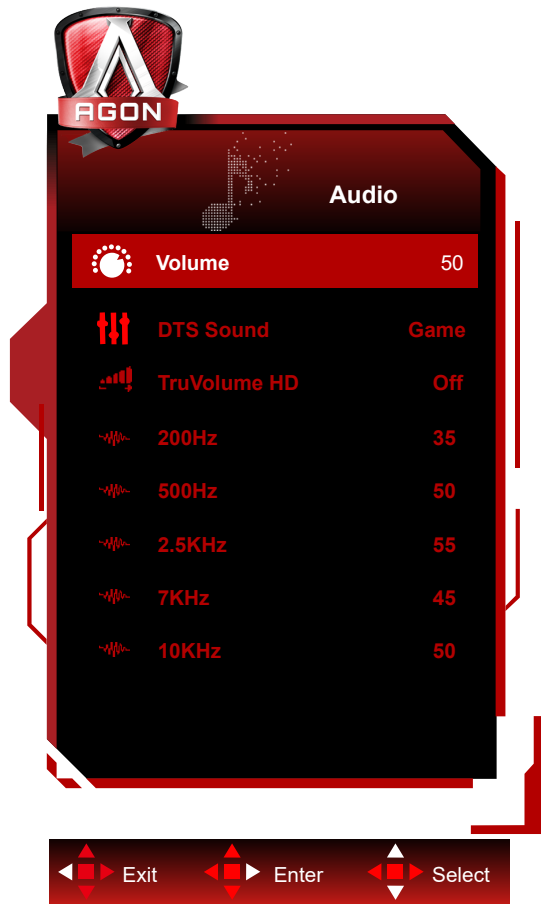 AGON
Audio
Volume 50
DTS Sound Game
TruVolume HD Off
200Hz 35
500Hz 50
2.5KHz 55
7KHz 45
10KHz 50
Exit Enter Select